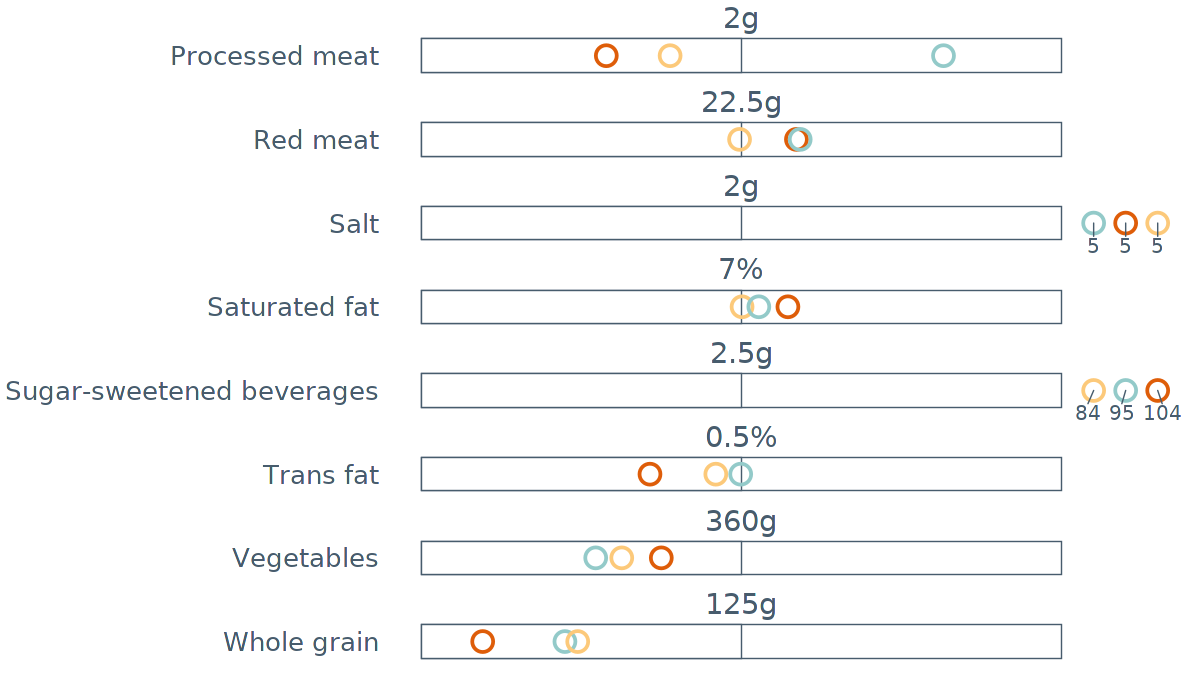 2g
Processed meat
22.5g
Red meat
2g
Salt
5 5 5
7%
Saturated fat
2.5g
Sugar-sweetened beverages
84 95 104
0.5%
Trans fat
360g
Vegetables
125g
Whole grain